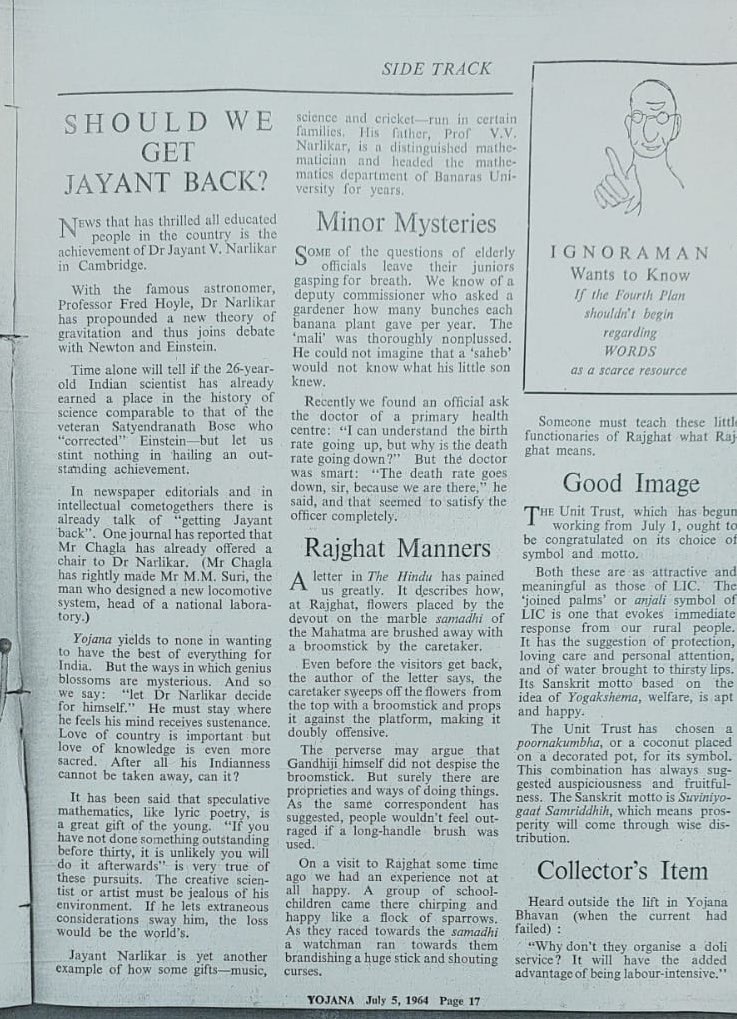 SIDE TRACK
SHOULD WE
GET
JAYANT BACK?
NEWS that has thrilled all educated
people in the country is the
achievement of Dr Jayant V. Narlikar
in Cambridge.
With the famous astronomer,
Professor Fred Hoyle, Dr Narlikar
has propounded a new theory of
gravitation and thus joins debate
with Newton and Einstein.
Time alone will tell if the 26-year-
old Indian scientist has already
earned a place in the history of
science comparable to that of the
veteran Satyendranath Bose who
“corrected” Einstein—but let us
stint nothing in hailing an out-
standing achievement.
In newspaper editorials and in
intellectual cometogethers there is
already talk of “getting Jayant
back”. One journal has reported that
Mr Chagla has already offered a
chair to Dr Narlikar. (Mr Chagla
has rightly made Mr M.M. Suri, the
man who designed a new locomotive
system, head of a national labora-
tory.)
Yojana yields to none in wanting
to have the best of everything for
India. But the ways in which genius
blossoms are mysterious. And so
we say: “let Dr Narlikar decide
for himself.” He must stay where
he feels his mind receives sustenance.
Love of country is important but
love of knowledge is even more
sacred. After all his Indianness
cannot be taken away, can it?
It has been said that speculative
mathematics, like lyric poetry, is
a great gift of the young. “If you
have not done something outstanding
before thirty, it is unlikely you will
do it afterwards” is very true of
these pursuits. The creative scien-
tist or artist must be jealous of his
environment. If he lets extraneous
considerations sway him, the loss
would be the world's.
Jayant Narlikar is yet another
example of how some gifts—music,
science and cricket—run in certain
families. His father, Prof V.V.
Narlikar, is a distinguished mathe-
matician and headed the mathe-
matics department of Banaras Uni-
versity for years.
Minor Mysteries
SOME of the questions of elderly
officials leave their juniors
gasping for breath. We know of a
deputy commissioner who asked a
gardener how many bunches each
banana plant gave per year. The
‘mali’ was thoroughly nonplussed.
He could not imagine that a ‘saheb’
would not know what his little son
knew.
Recently we found an official ask
the doctor of a primary health
centre: “I can understand the birth
rate going up, but why is the death
rate going down?” But the doctor
was smart: “The death rate goes
down, sir, because we are there,” he
said, and that seemed to satisfy the
officer completely.
Rajghat Manners
A letter in The Hindu has pained
us greatly. It describes how,
at Rajghat, flowers placed by the
devout on the marble samadhi of
the Mahatma are brushed away with
a broomstick by the caretaker.
Even before the visitors get back,
the author of the letter says, the
caretaker sweeps off the flowers from
the top with a broomstick and props
it against the platform, making it
doubly offensive.
The perverse may argue that
Gandhiji himself did not despise the
broomstick. But surely there are
proprieties and ways of doing things.
As the same correspondent has
suggested, people wouldn't feel out-
raged if a long-handle brush was
used.
On a visit to Rajghat some time
ago we had an experience not at
all happy. A group of school-
children came there chirping and
happy like a flock of sparrows.
As they raced towards the samadhi
a watchman ran towards them
brandishing a huge stick and shouting
curses.
IGNORAMAN
Wants to Know
If the Fourth Plan
shouldn't begin
regarding
WORDS
as a scarce resource
Someone must teach these little
functionaries of Rajghat what Raj-
ghat means.
Good Image
THE Unit Trust, which has begun
working from July 1, ought to
be congratulated on its choice of
symbol and motto.
Both these are as attractive and
meaningful as those of LIC. The
‘joined palms’ or anjali symbol of
LIC is one that evokes immediate
response from our rural people.
It has the suggestion of protection,
loving care and personal attention,
and of water brought to thirsty lips.
Its Sanskrit motto based on the
idea of Yogakshema, welfare, is apt
and happy.
The Unit Trust has chosen a
poornakumbha, or a coconut placed
on a decorated pot, for its symbol.
This combination has always sug-
gested auspiciousness and fruitful-
ness. The Sanskrit motto is Suviniyo-
gaat Samriddhih, which means pros-
perity will come through wise dis-
tribution.
Collector's Item
Heard outside the lift in Yojana
Bhavan (when the current had
failed) :
“Why don't they organise a doli
service? It will have the added
advantage of being labour-intensive.”
YOJANA July 5, 1964 Page 17